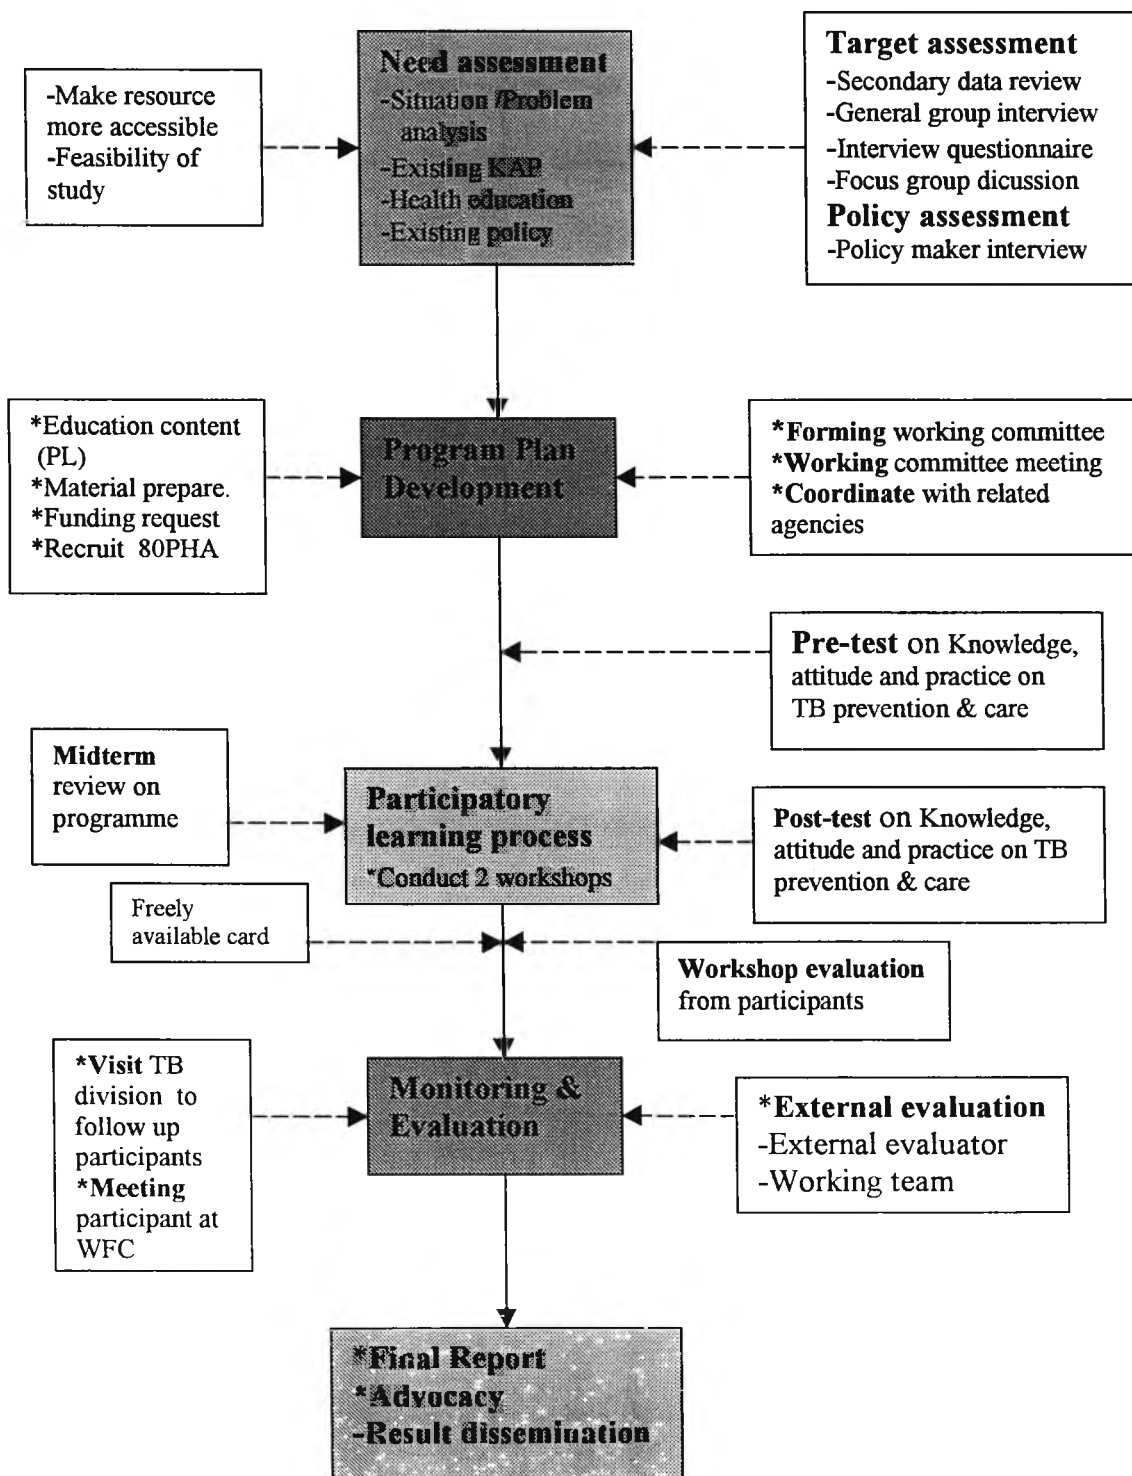 Need assessment
-Situation /Problem
analysis
-Existing KAP
-Health education
-Existing policy
-Make resource
more accessible
-Feasibility of
study
Target assessment
-Secondary data review
-General group interview
-Interview questionnaire
-Focus group dicussion
Policy assessment
-Policy maker interview
*Education content
(PL)
*Material prepare.
*Funding request
*Recruit 80PHA
Program Plan
Development
*Forming working committee
*Working committee meeting
*Coordinate with related
agencies
Pre-test on Knowledge,
attitude and practice on
TB prevention & care
Midterm
review on
programme
Participatory
learning process
*Conduct 2 workshops
Post-test on Knowledge,
attitude and practice on TB
prevention & care
Freely
available card
Workshop evaluation
from participants
*Visit TB
division to
follow up
participants
*Meeting
participant at
WFC
Monitoring &
Evaluation
*External evaluation
-External evaluator
-Working team
*Final Report
*Advocacy
-Result dissemination